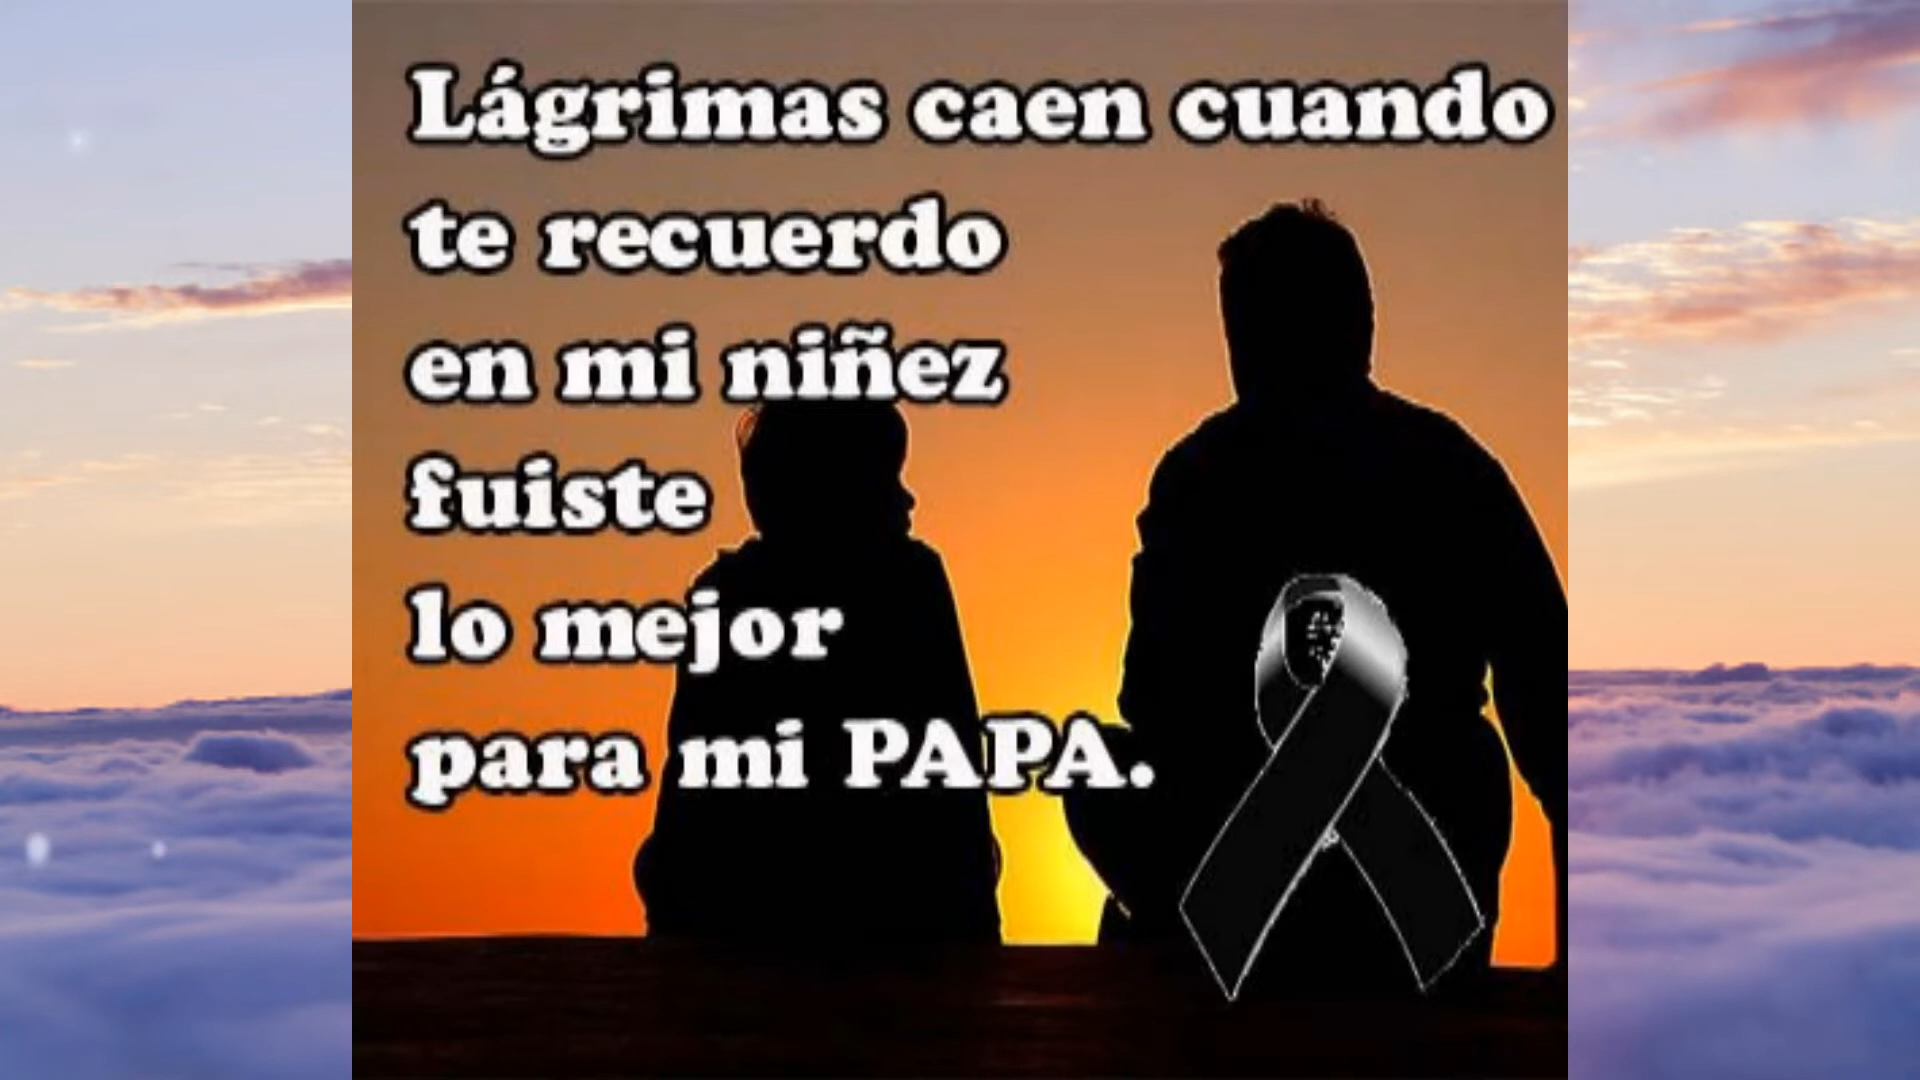 Lágrimas caen cuando
te recuerdo
en mi niñez
fuiste
lo mejor
para mi PAPA.